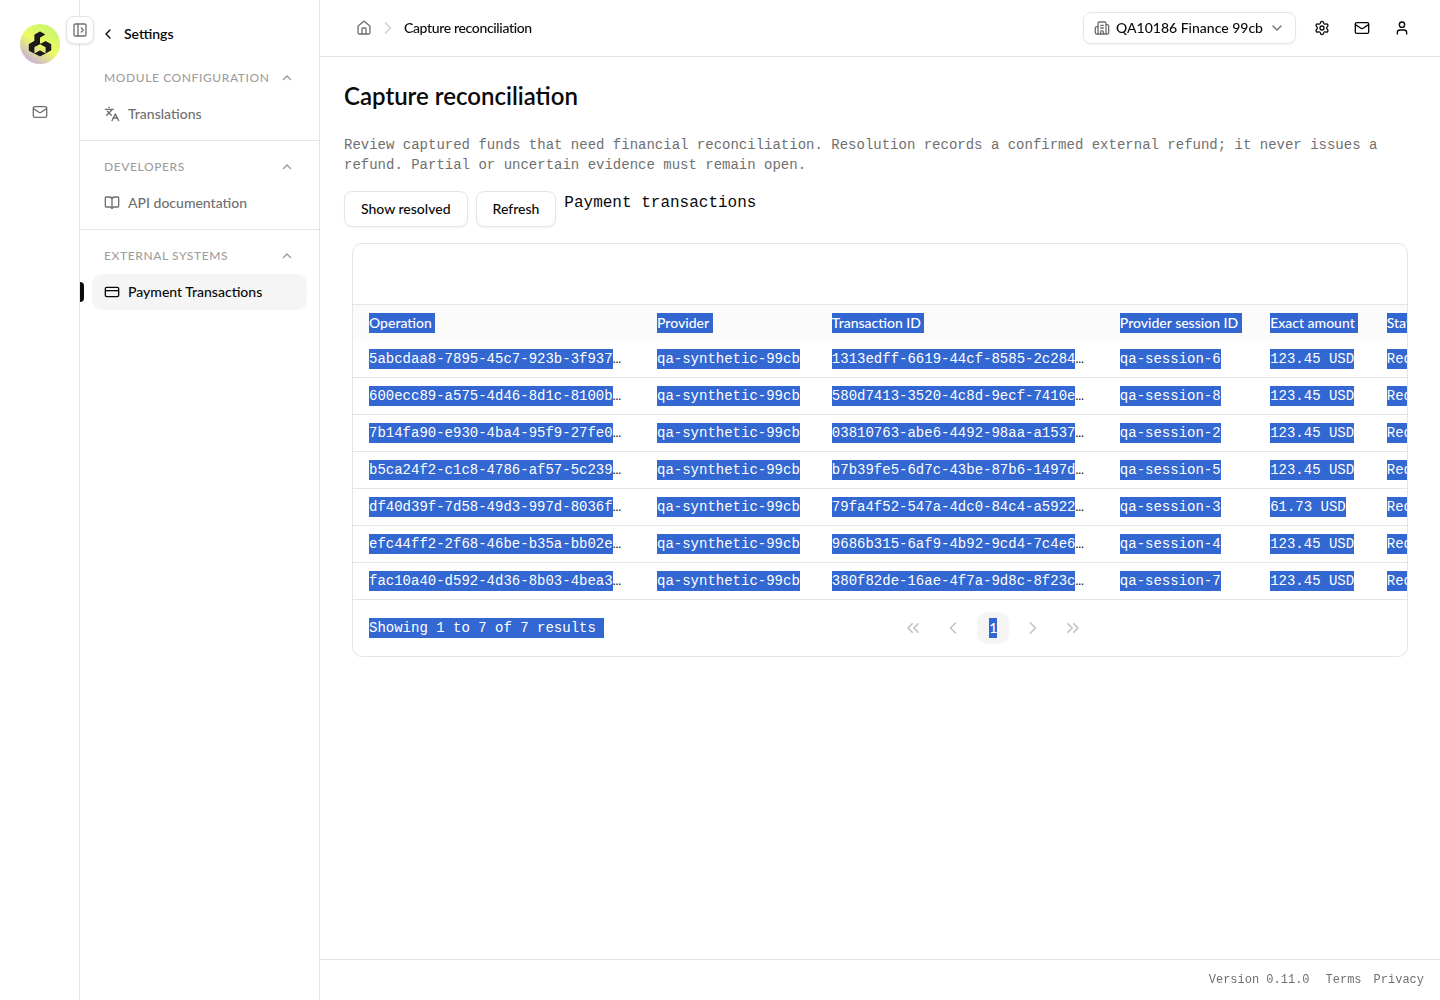 Settings
MODULE CONFIGURATION
Translations
DEVELOPERS
API documentation
EXTERNAL SYSTEMS
Payment Transactions
Capture reconciliation
QA10186 Finance 99cb
Capture reconciliation
Review captured funds that need financial reconciliation. Resolution records a confirmed external refund; it never issues a
refund. Partial or uncertain evidence must remain open.
Show resolved
Refresh
Payment transactions
Operation Provider Transaction ID Provider session ID Exact amount Sta
5abcdaa8-7895-45c7-923b-3f937… qa-synthetic-99cb 1313edff-6619-44cf-8585-2c284… qa-session-6 123.45 USD Rec
600ecc89-a575-4d46-8d1c-8100b… qa-synthetic-99cb 580d7413-3520-4c8d-9ecf-7410e… qa-session-8 123.45 USD Rec
7b14fa90-e930-4ba4-95f9-27fe0… qa-synthetic-99cb 03810763-abe6-4492-98aa-a1537… qa-session-2 123.45 USD Rec
b5ca24f2-c1c8-4786-af57-5c239… qa-synthetic-99cb b7b39fe5-6d7c-43be-87b6-1497d… qa-session-5 123.45 USD Rec
df40d39f-7d58-49d3-997d-8036f… qa-synthetic-99cb 79fa4f52-547a-4dc0-84c4-a5922… qa-session-3 61.73 USD Rec
efc44ff2-2f68-46be-b35a-bb02e… qa-synthetic-99cb 9686b315-6af9-4b92-9cd4-7c4e6… qa-session-4 123.45 USD Rec
fac10a40-d592-4d36-8b03-4bea3… qa-synthetic-99cb 380f82de-16ae-4f7a-9d8c-8f23c… qa-session-7 123.45 USD Rec
Showing 1 to 7 of 7 results
1
Version 0.11.0 Terms Privacy